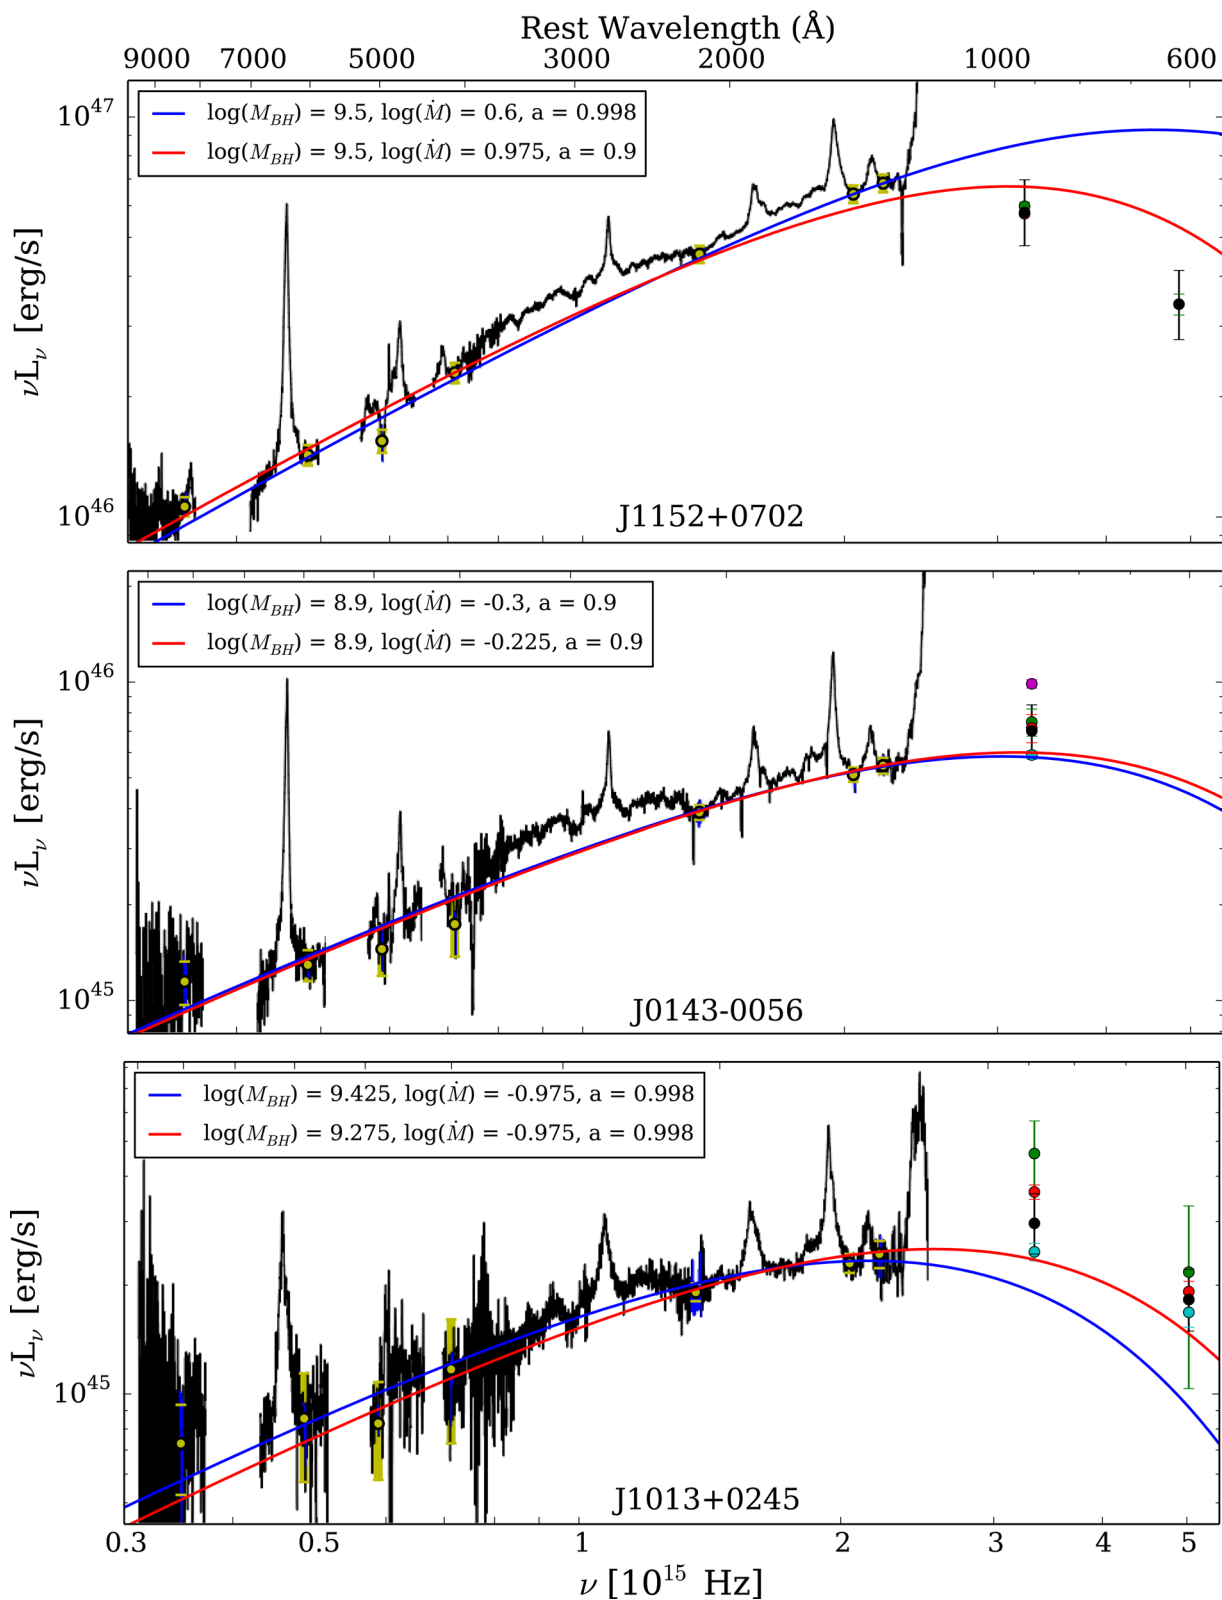 Rest Wavelength (Å)
9000 7000 5000 3000 2000 1000 600
10^47
log(M_BH) = 9.5, log(Ṁ) = 0.6, a = 0.998
log(M_BH) = 9.5, log(Ṁ) = 0.975, a = 0.9
νL_ν [erg/s]
10^46
J1152+0702
log(M_BH) = 8.9, log(Ṁ) = -0.3, a = 0.9
log(M_BH) = 8.9, log(Ṁ) = -0.225, a = 0.9
10^46
νL_ν [erg/s]
10^45
J0143-0056
log(M_BH) = 9.425, log(Ṁ) = -0.975, a = 0.998
log(M_BH) = 9.275, log(Ṁ) = -0.975, a = 0.998
νL_ν [erg/s]
10^45
J1013+0245
0.3 0.5 1 2 3 5
ν [10^15 Hz]